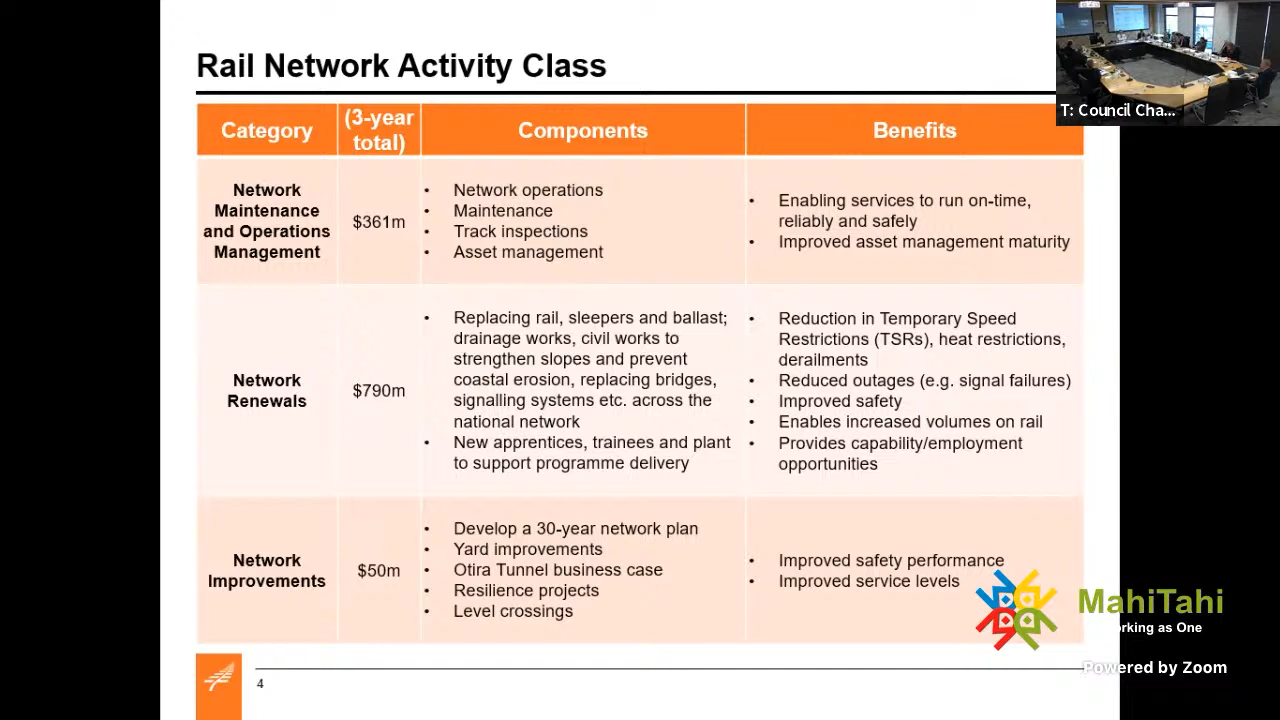 Rail Network Activity Class
T: Council Cha...
Category
(3-year
total)
Components
Benefits
Network
Maintenance
and Operations
Management
$361m
• Network operations
• Maintenance
• Track inspections
• Asset management
• Enabling services to run on-time,
reliably and safely
• Improved asset management maturity
Network
Renewals
$790m
• Replacing rail, sleepers and ballast;
drainage works, civil works to
strengthen slopes and prevent
coastal erosion, replacing bridges,
signalling systems etc. across the
national network
• New apprentices, trainees and plant
to support programme delivery
• Reduction in Temporary Speed
Restrictions (TSRs), heat restrictions,
derailments
• Reduced outages (e.g. signal failures)
• Improved safety
• Enables increased volumes on rail
• Provides capability/employment
opportunities
Network
Improvements
$50m
• Develop a 30-year network plan
• Yard improvements
• Otira Tunnel business case
• Resilience projects
• Level crossings
• Improved safety performance
• Improved service levels
MahiTahi
orking as One
Powered by Zoom
4